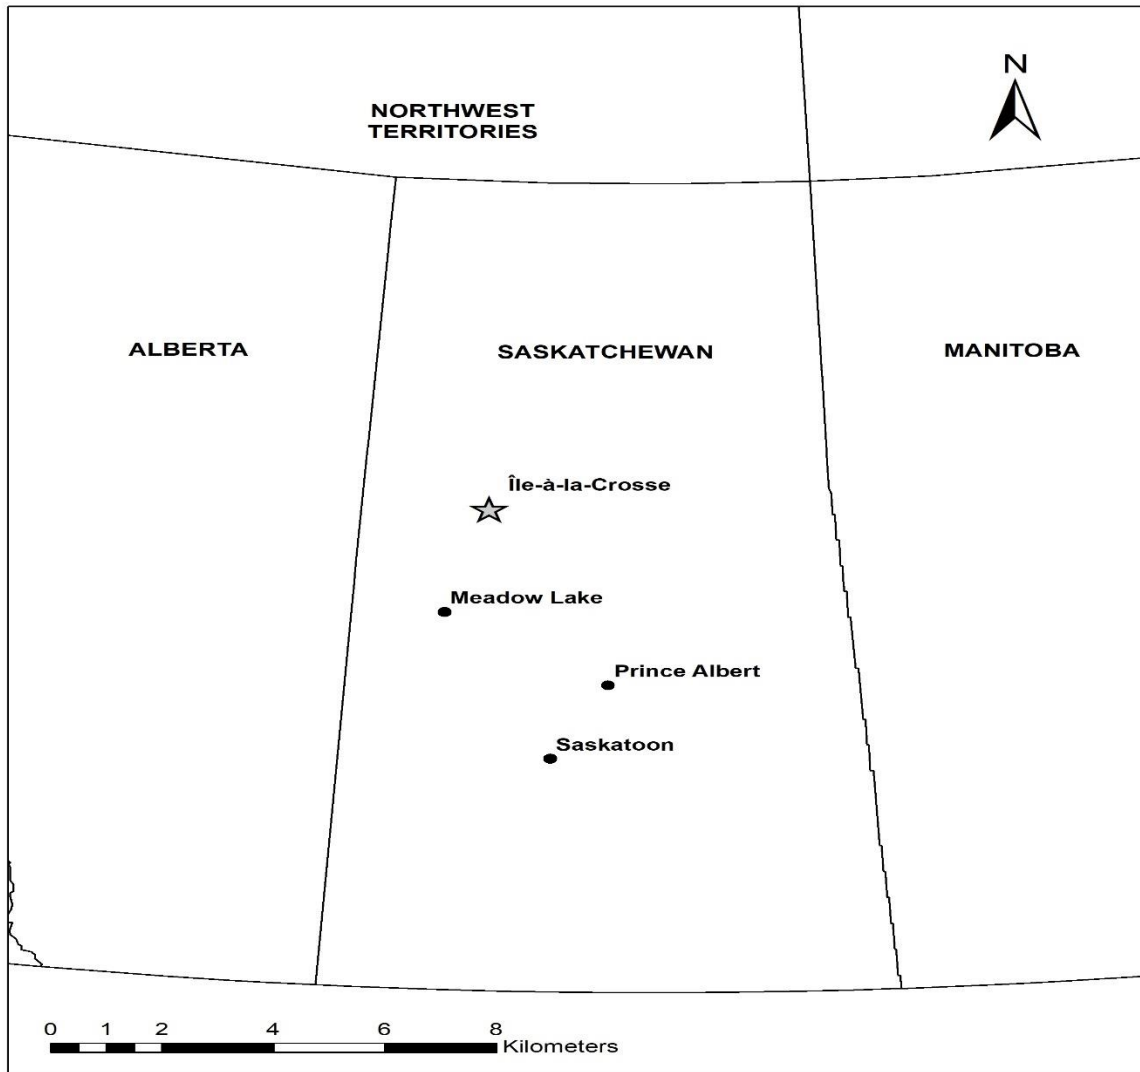 N
NORTHWEST
TERRITORIES
ALBERTA
SASKATCHEWAN
MANITOBA
Île-à-la-Crosse
Meadow Lake
Prince Albert
Saskatoon
0 1 2 4 6 8
Kilometers